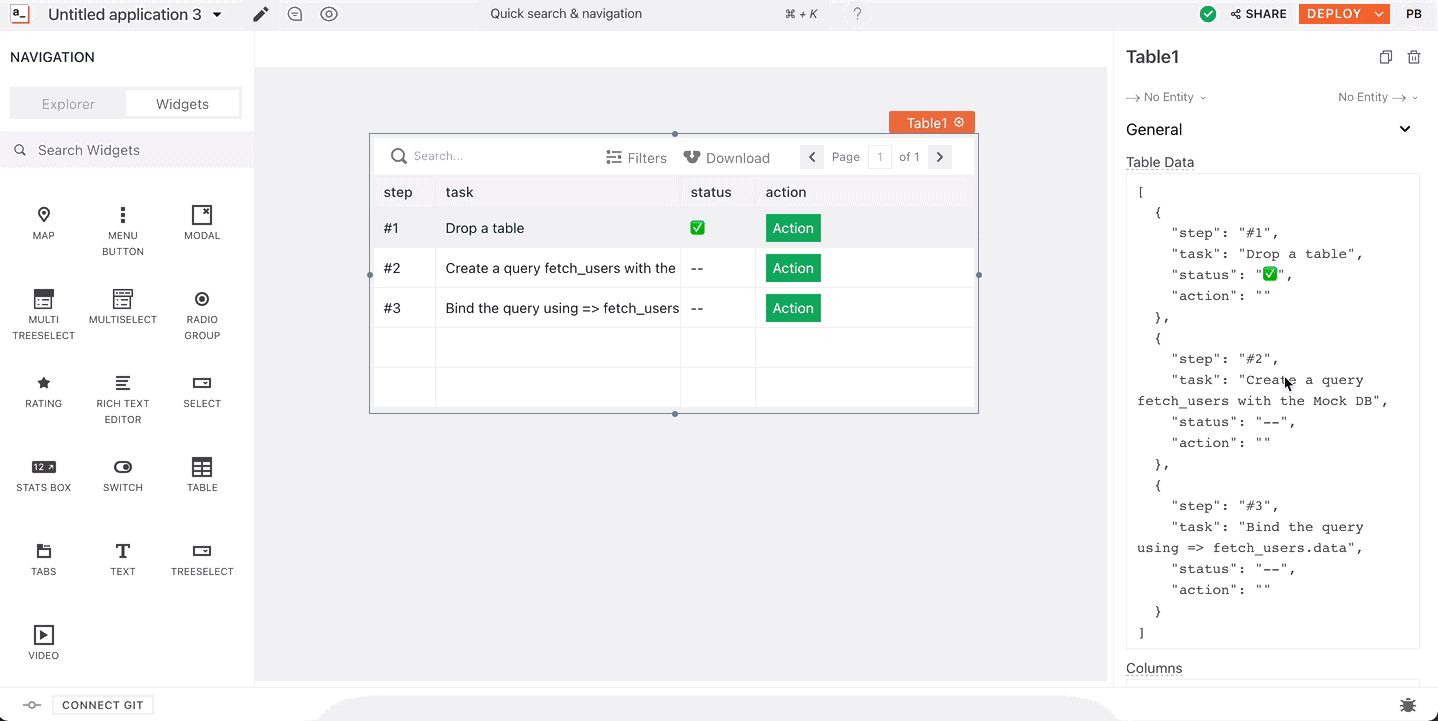 a_ Untitled application 3 Quick search & navigation ⌘ + K ? SHARE DEPLOY PB
NAVIGATION
Explorer Widgets
Search Widgets
MAP MENU BUTTON MODAL
MULTI TREESELECT MULTISELECT RADIO GROUP
RATING RICH TEXT EDITOR SELECT
12 STATS BOX SWITCH TABLE
TABS TEXT TREESELECT
VIDEO
CONNECT GIT
Table1
Search... Filters Download Page 1 of 1
step task status action
#1 Drop a table ✅ Action
#2 Create a query fetch_users with the -- Action
#3 Bind the query using => fetch_users -- Action
Table1
No Entity No Entity
General
Table Data
[
{
"step": "#1",
"task": "Drop a table",
"status": "✅",
"action": ""
},
{
"step": "#2",
"task": "Create a query
fetch_users with the Mock DB",
"status": "--",
"action": ""
},
{
"step": "#3",
"task": "Bind the query
using => fetch_users.data",
"status": "--",
"action": ""
}
]
Columns